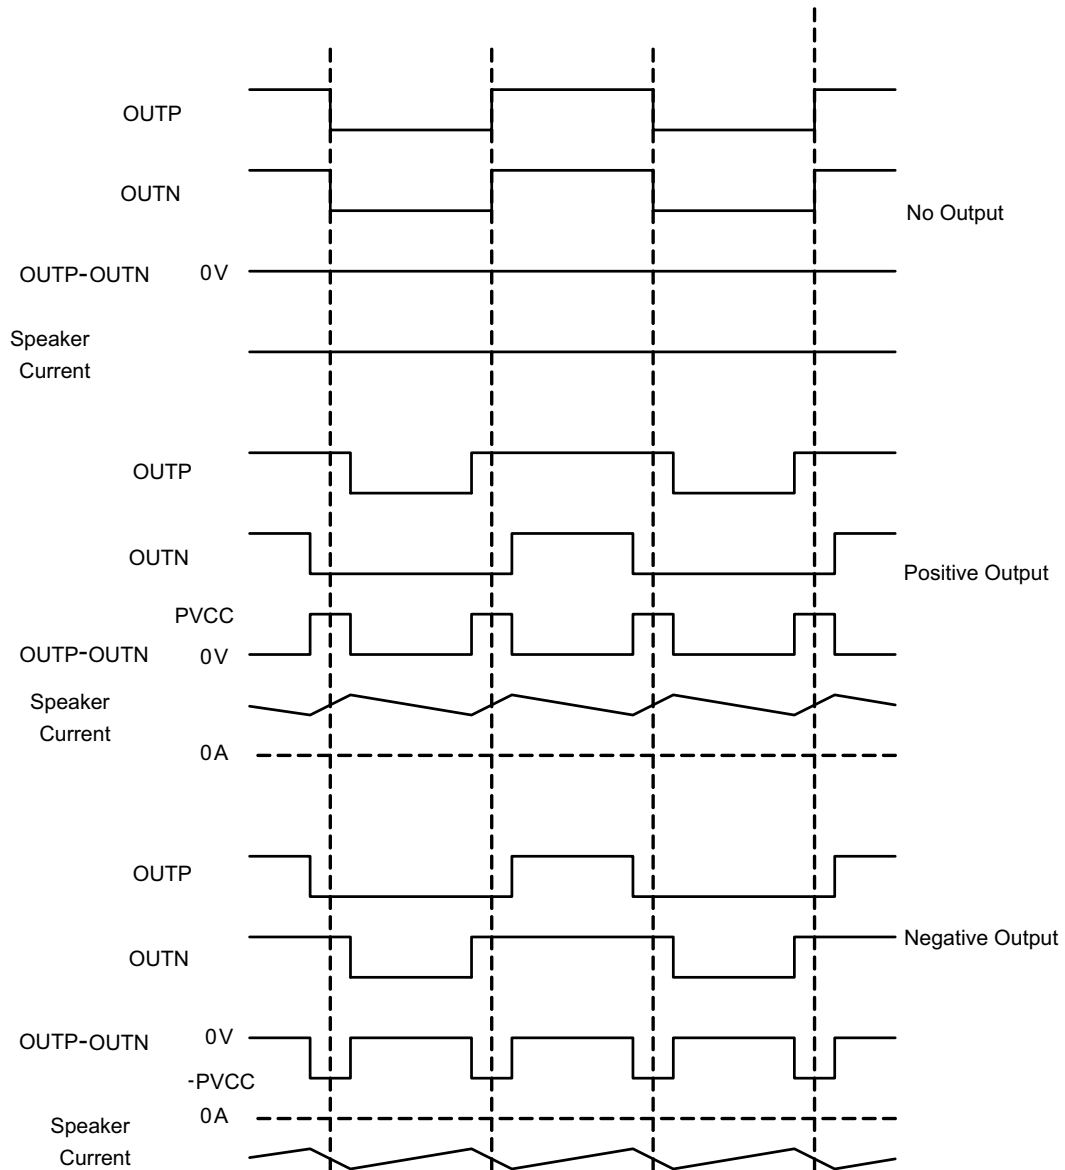 OUTP
OUTN
No Output
OUTP-OUTN 0V
Speaker
Current
OUTP
OUTN
Positive Output
PVCC
OUTP-OUTN 0V
Speaker
Current
0A
OUTP
OUTN
Negative Output
OUTP-OUTN 0V
-PVCC
0A
Speaker
Current